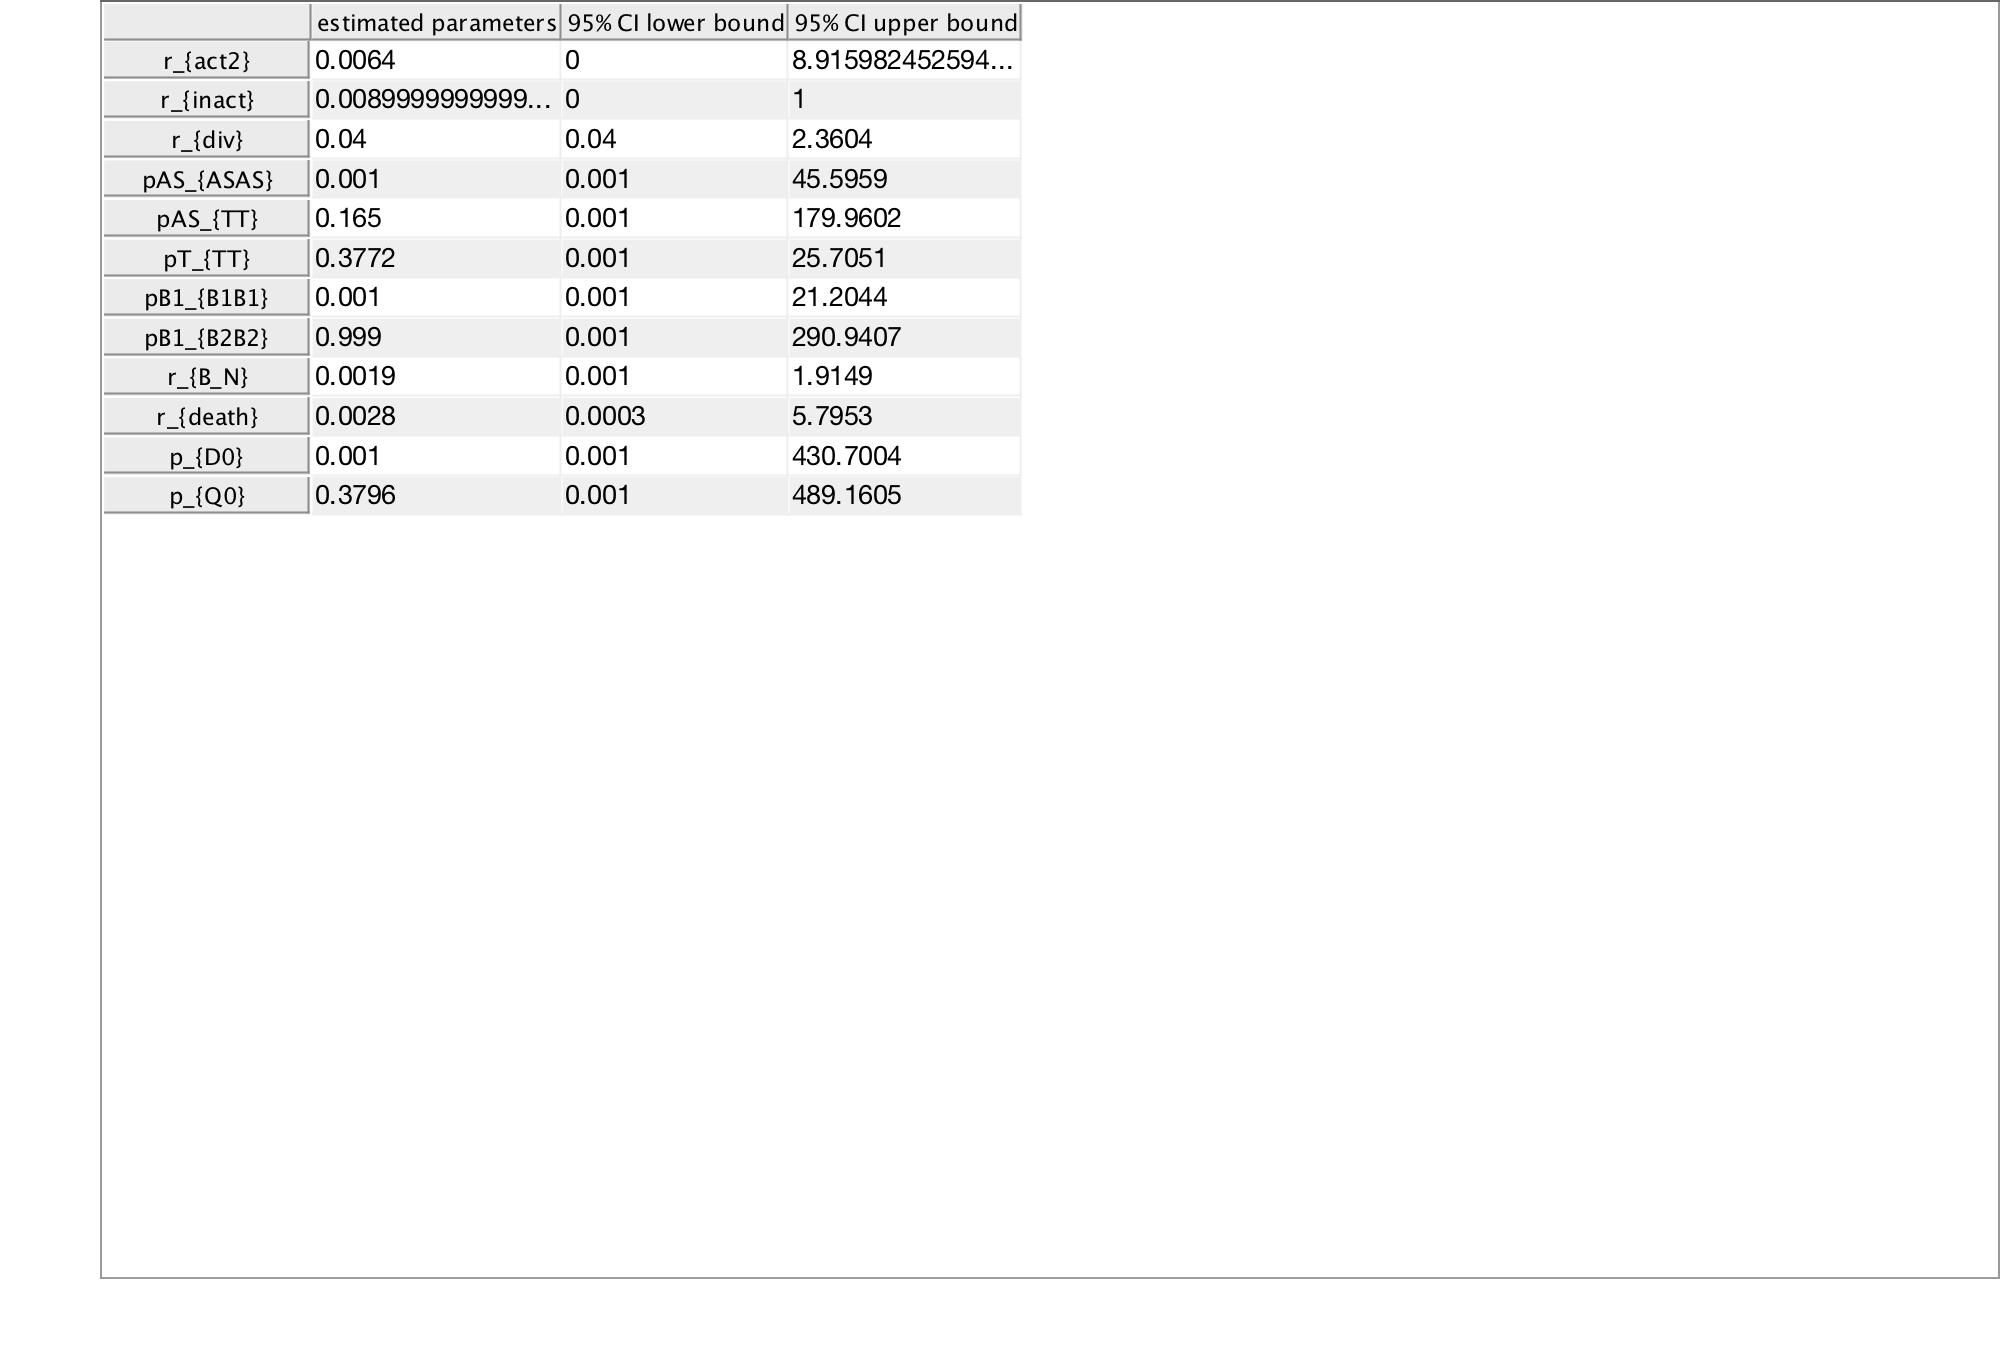 estimated parameters 95% CI lower bound 95% CI upper bound
r_{act2} 0.0064 0 8.915982452594...
r_{inact} 0.0089999999999... 0 1
r_{div} 0.04 0.04 2.3604
pAS_{ASAS} 0.001 0.001 45.5959
pAS_{TT} 0.165 0.001 179.9602
pT_{TT} 0.3772 0.001 25.7051
pB1_{B1B1} 0.001 0.001 21.2044
pB1_{B2B2} 0.999 0.001 290.9407
r_{B_N} 0.0019 0.001 1.9149
r_{death} 0.0028 0.0003 5.7953
p_{D0} 0.001 0.001 430.7004
p_{Q0} 0.3796 0.001 489.1605